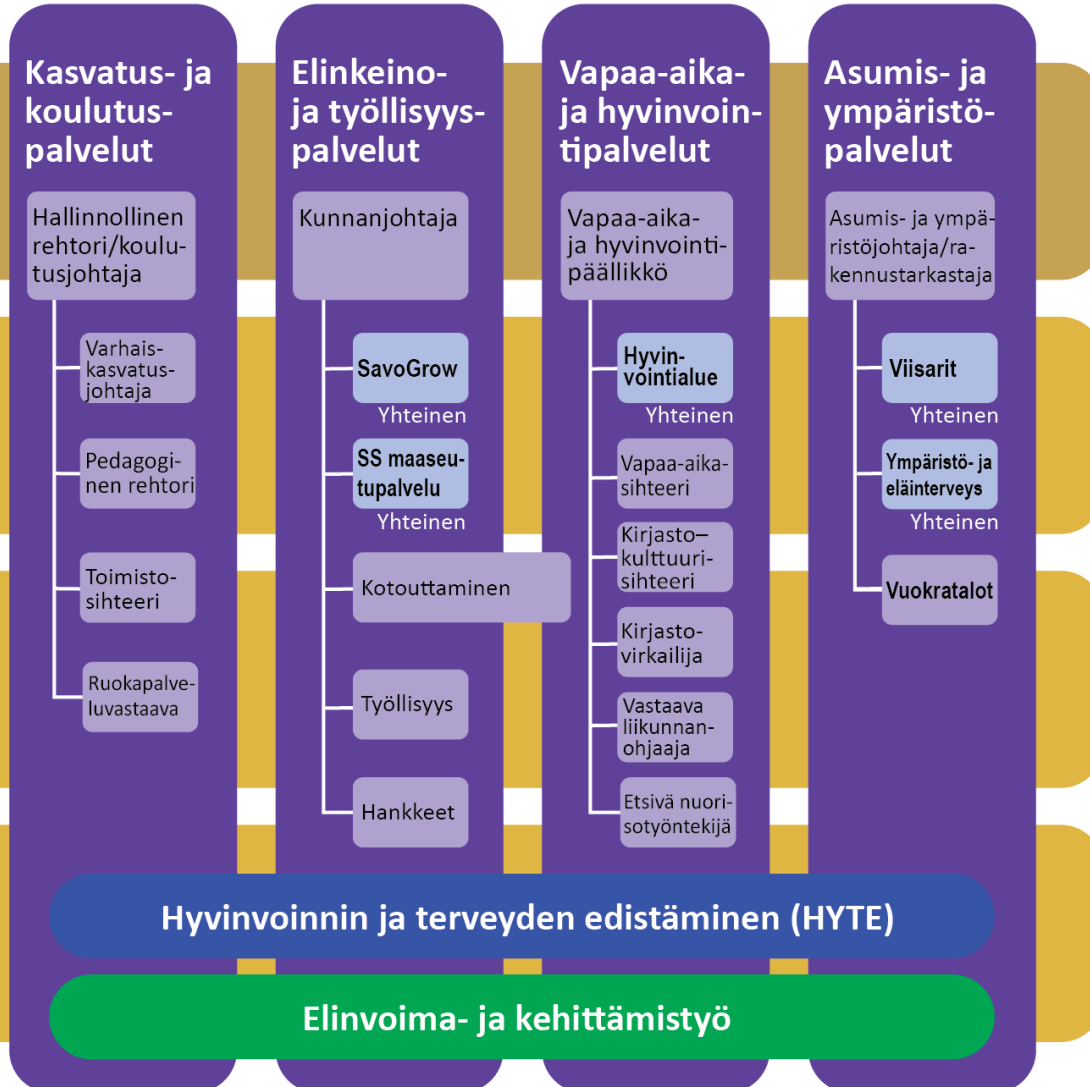 Kasvatus- ja
koulutus-
palvelut
Hallinnollinen
rehtori/koulu-
tusjohtaja
Varhais-
kasvatus-
johtaja
Pedagogi-
nen rehtori
Toimisto-
sihteeri
Ruokapalve-
luvastaava
Elinkeino-
ja työllisyys-
palvelut
Kunnanjohtaja
SavoGrow
Yhteinen
SS maaseu-
tupalvelu
Yhteinen
Kotouttaminen
Työllisyys
Hankkeet
Vapaa-aika-
ja hyvinvoin-
tipalvelut
Vapaa-aika-
ja hyvinvointi-
päällikkö
Hyvin-
vointialue
Yhteinen
Vapaa-aika-
sihteeri
Kirjasto–
kulttuuri-
sihteeri
Kirjasto-
virkailija
Vastaava
liikunnan-
ohjaaja
Etsivä nuori-
sotyöntekijä
Asumis- ja
ympäristö-
palvelut
Asumis- ja ympä-
ristöjohtaja/ra-
kennustarkastaja
Viisarit
Yhteinen
Ympäristö- ja
eläinterveys
Yhteinen
Vuokratalot
Hyvinvoinnin ja terveyden edistäminen (HYTE)
Elinvoima- ja kehittämistyö